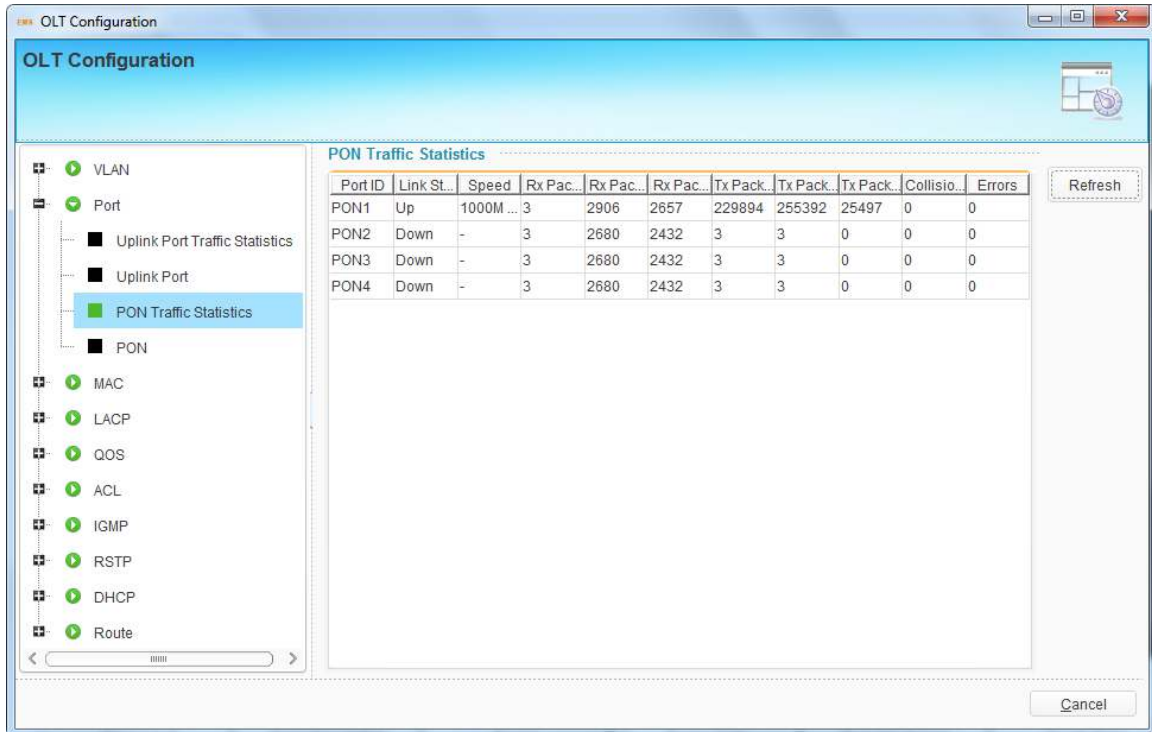 EMS OLT Configuration
OLT Configuration
VLAN
Port
Uplink Port Traffic Statistics
Uplink Port
PON Traffic Statistics
PON
MAC
LACP
QOS
ACL
IGMP
RSTP
DHCP
Route
PON Traffic Statistics
Port ID Link St... Speed Rx Pac... Rx Pac... Rx Pac... Tx Pack... Tx Pack... Tx Pack... Collisio... Errors
PON1 Up 1000M ... 3 2906 2657 229894 255392 25497 0 0
PON2 Down - 3 2680 2432 3 3 0 0 0
PON3 Down - 3 2680 2432 3 3 0 0 0
PON4 Down - 3 2680 2432 3 3 0 0 0
Refresh
Cancel